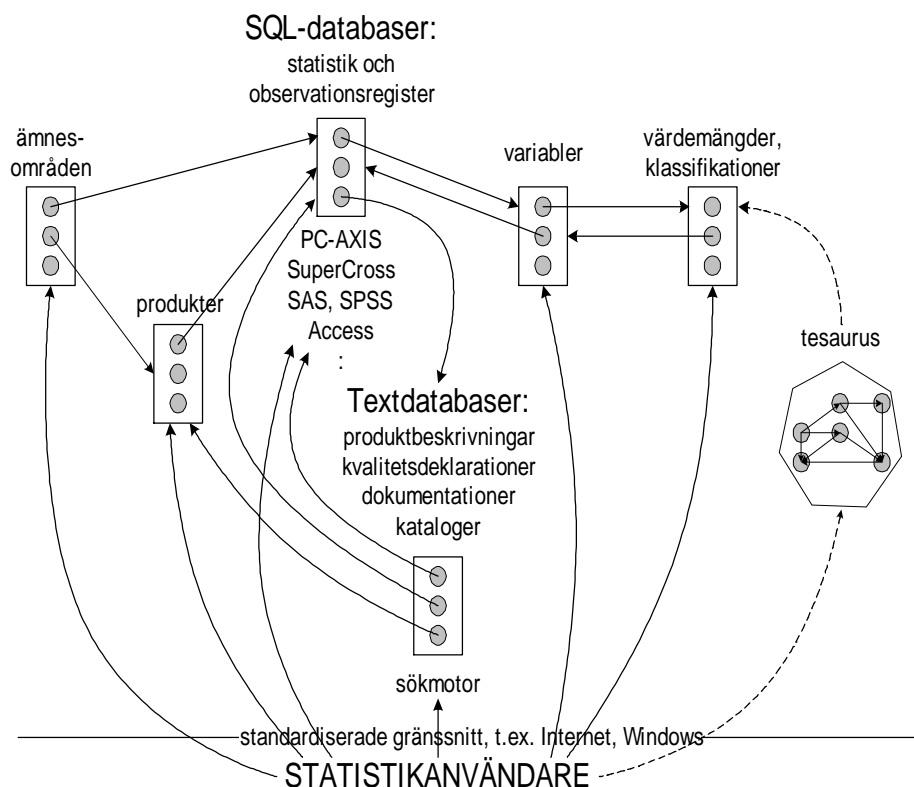 SQL-databaser:
statistik och
observationsregister
ämnes-
områden
variabler
värdemängder,
klassifikationer
PC-AXIS
SuperCross
SAS, SPSS
Access
:
produkter
tesaurus
Textdatabaser:
produktbeskrivningar
kvalitetsdeklarationer
dokumentationer
kataloger
sökmotor
standardiserade gränssnitt, t.ex. Internet, Windows
STATISTIKANVÄNDARE